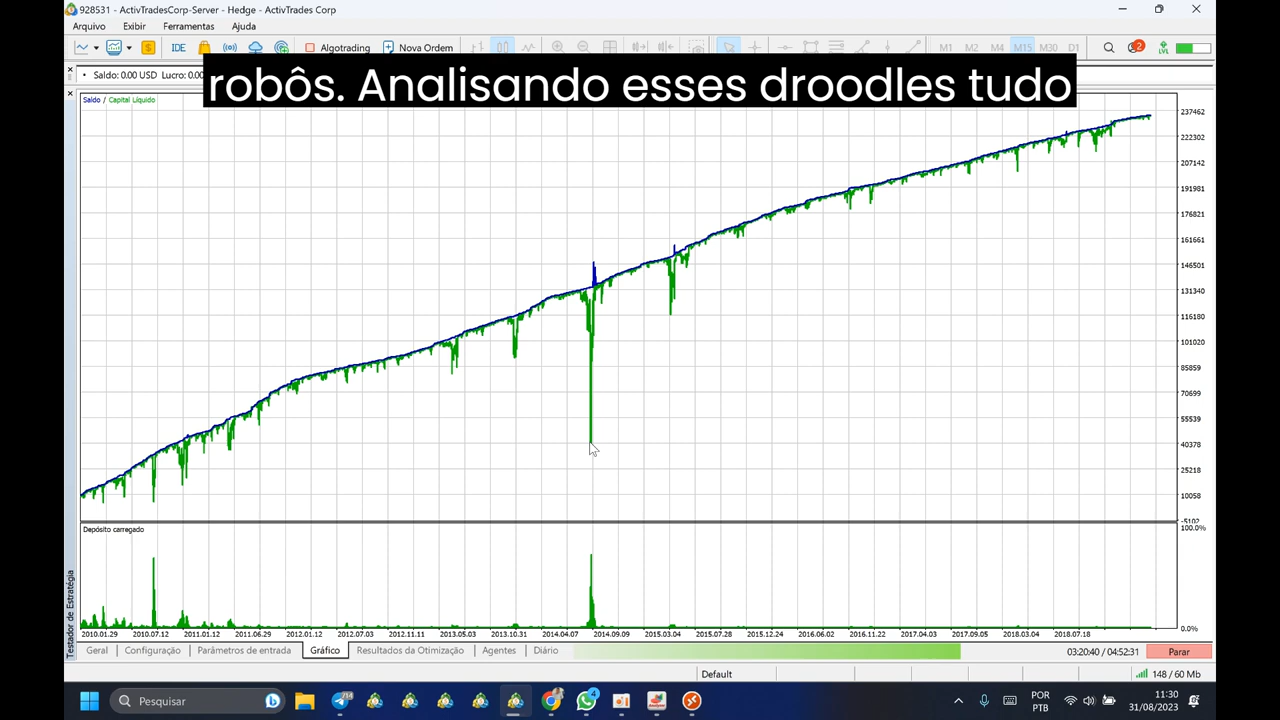 928531 - ActivTradesCorp-Server - Hedge - ActivTrades Corp
Arquivo Exibir Ferramentas Ajuda
IDE Algotrading Nova Ordem M1 M2 M4 M15 M30 D1 2 LVL
Saldo: 0.00 USD Lucro: 0.00
robôs. Analisando esses droodles tudo
Saldo / Capital Líquido
237462
222302
207142
191981
176821
161661
146501
131340
116180
101020
85859
70699
55539
40378
25218
10058
-5102
Depósito carregado
100.0%
0.0%
2010.01.29 2010.07.12 2011.01.12 2011.06.29 2012.01.12 2012.07.03 2012.11.11 2013.05.03 2013.10.31 2014.04.07 2014.09.09 2015.03.04 2015.07.28 2015.12.24 2016.06.02 2016.11.22 2017.04.03 2017.09.05 2018.03.04 2018.07.18
Testador de Estratégia
Geral Configuração Parâmetros de entrada Gráfico Resultados da Otimização Agentes Diário 03:20:40 / 04:52:31 Parar
Default 148 / 60 Mb
Pesquisar 4 POR PTB 11:30 31/08/2023